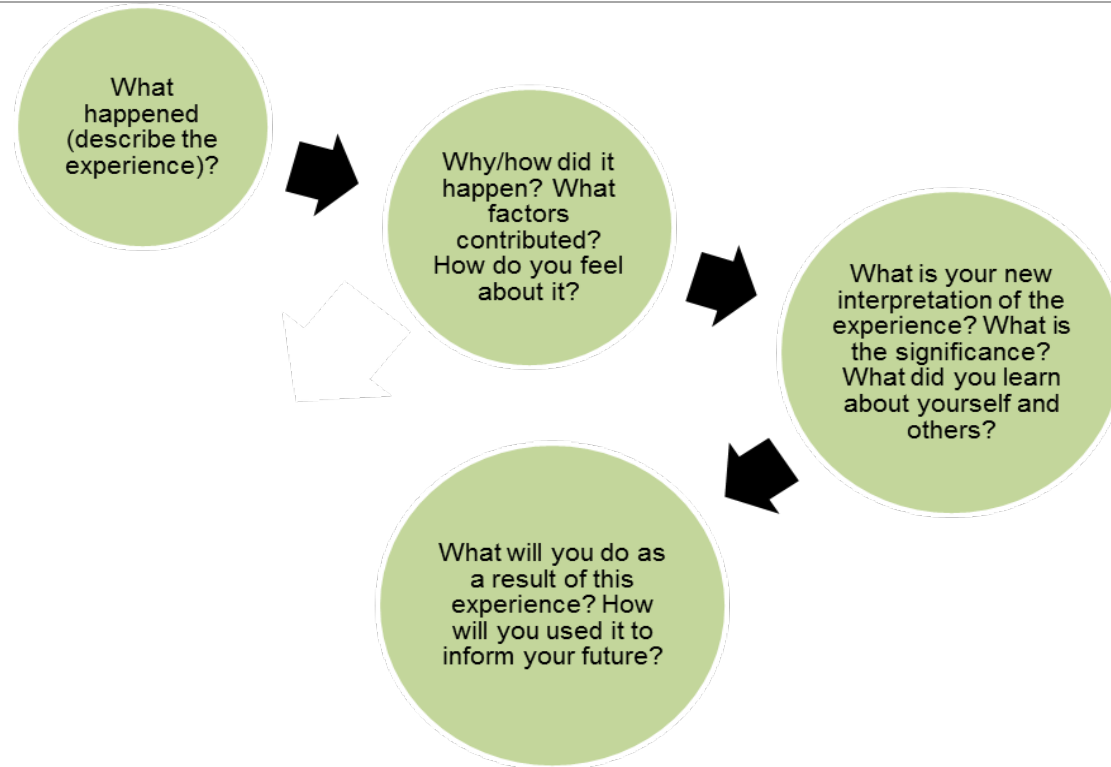 What
happened
(describe the
experience)?
Why/how did it
happen? What
factors
contributed?
How do you feel
about it?
What is your new
interpretation of the
experience? What is
the significance?
What did you learn
about yourself and
others?
What will you do as
a result of this
experience? How
will you used it to
inform your future?